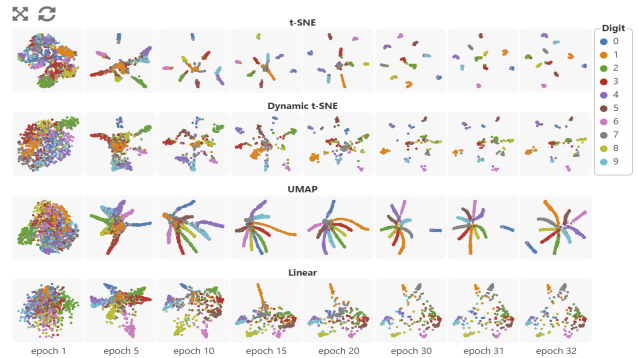 t-SNE
Digit
0
1
2
3
4
5
6
7
8
9
Dynamic t-SNE
UMAP
Linear
epoch 1 epoch 5 epoch 10 epoch 15 epoch 20 epoch 30 epoch 31 epoch 32